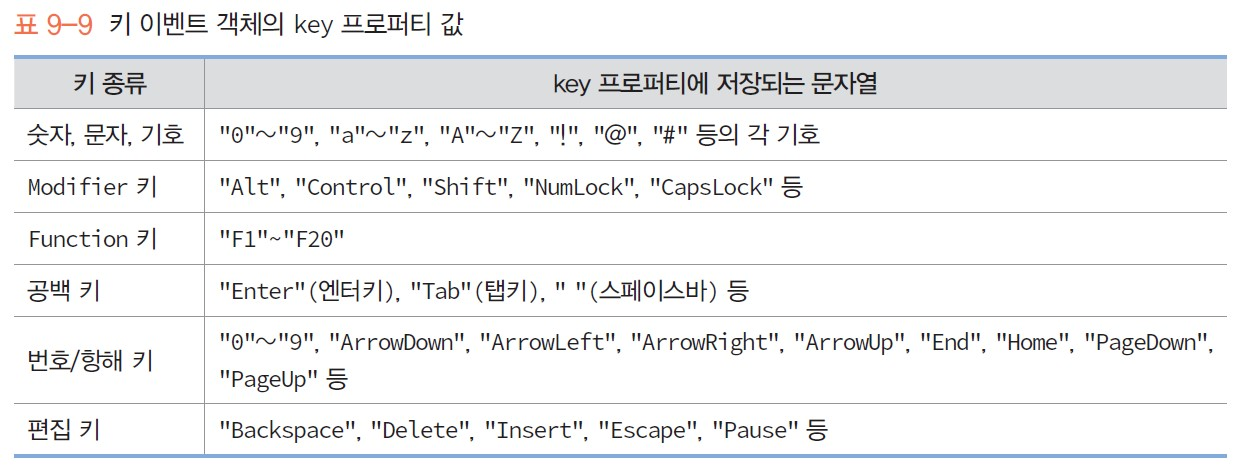 표 9-9 키 이벤트 객체의 key 프로퍼티 값
키 종류 key 프로퍼티에 저장되는 문자열
숫자, 문자, 기호 "0"~"9", "a"~"z", "A"~"Z", "!", "@", "#" 등의 각 기호
Modifier 키 "Alt", "Control", "Shift", "NumLock", "CapsLock" 등
Function 키 "F1"~"F20"
공백 키 "Enter"(엔터키), "Tab"(탭키), " "(스페이스바) 등
번호/항해 키 "0"~"9", "ArrowDown", "ArrowLeft", "ArrowRight", "ArrowUp", "End", "Home", "PageDown",
"PageUp" 등
편집 키 "Backspace", "Delete", "Insert", "Escape", "Pause" 등